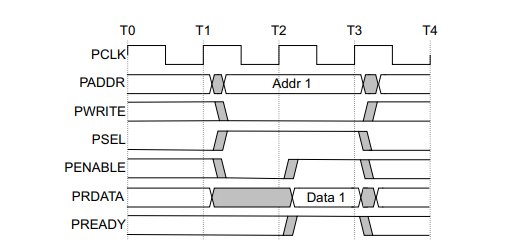 T0 T1 T2 T3 T4
PCLK
PADDR Addr 1
PWRITE
PSEL
PENABLE
PRDATA Data 1
PREADY